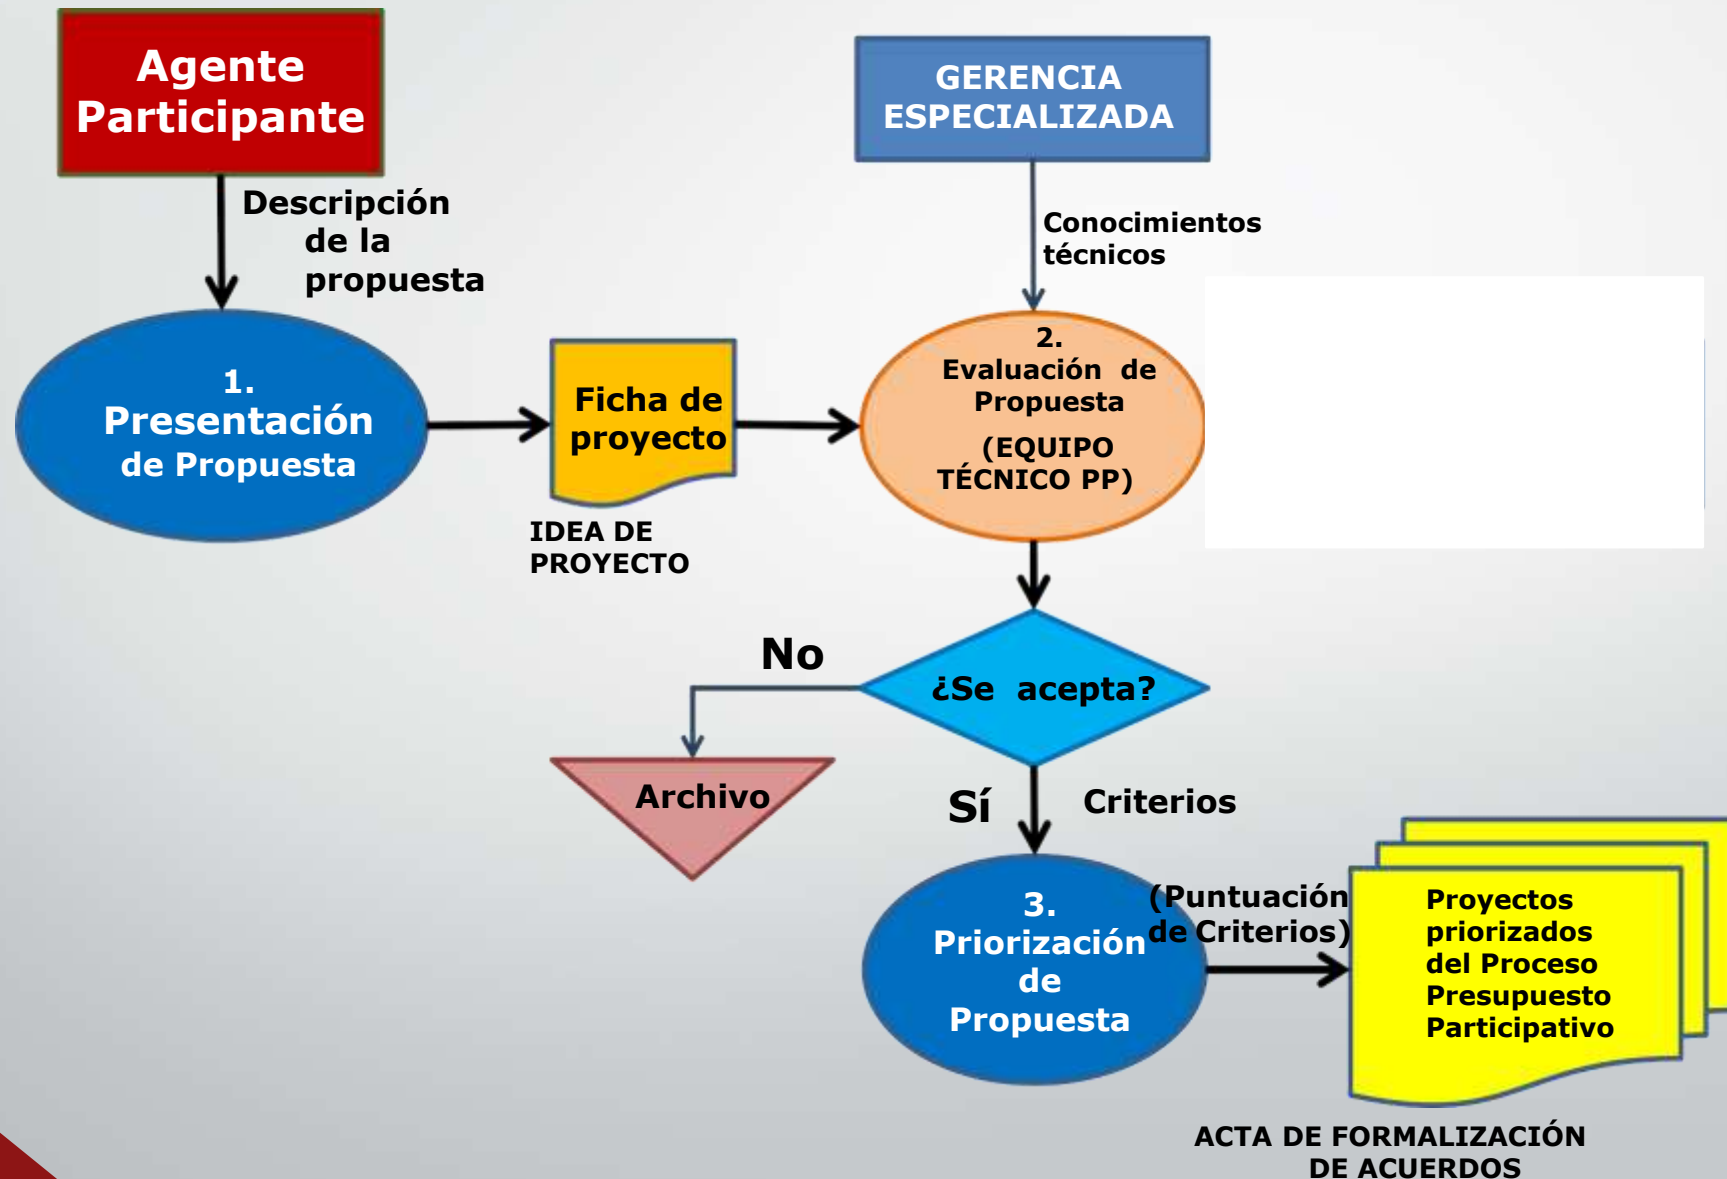 Agente
Participante
GERENCIA
ESPECIALIZADA
Descripción
de la
propuesta
Conocimientos
técnicos
1.
Presentación
de Propuesta
Ficha de
proyecto
IDEA DE
PROYECTO
2.
Evaluación de
Propuesta
(EQUIPO
TÉCNICO PP)
No
¿Se acepta?
Archivo
Sí
Criterios
3.
Priorización
de
Propuesta
(Puntuación
de Criterios)
Proyectos
priorizados
del Proceso
Presupuesto
Participativo
ACTA DE FORMALIZACIÓN
DE ACUERDOS